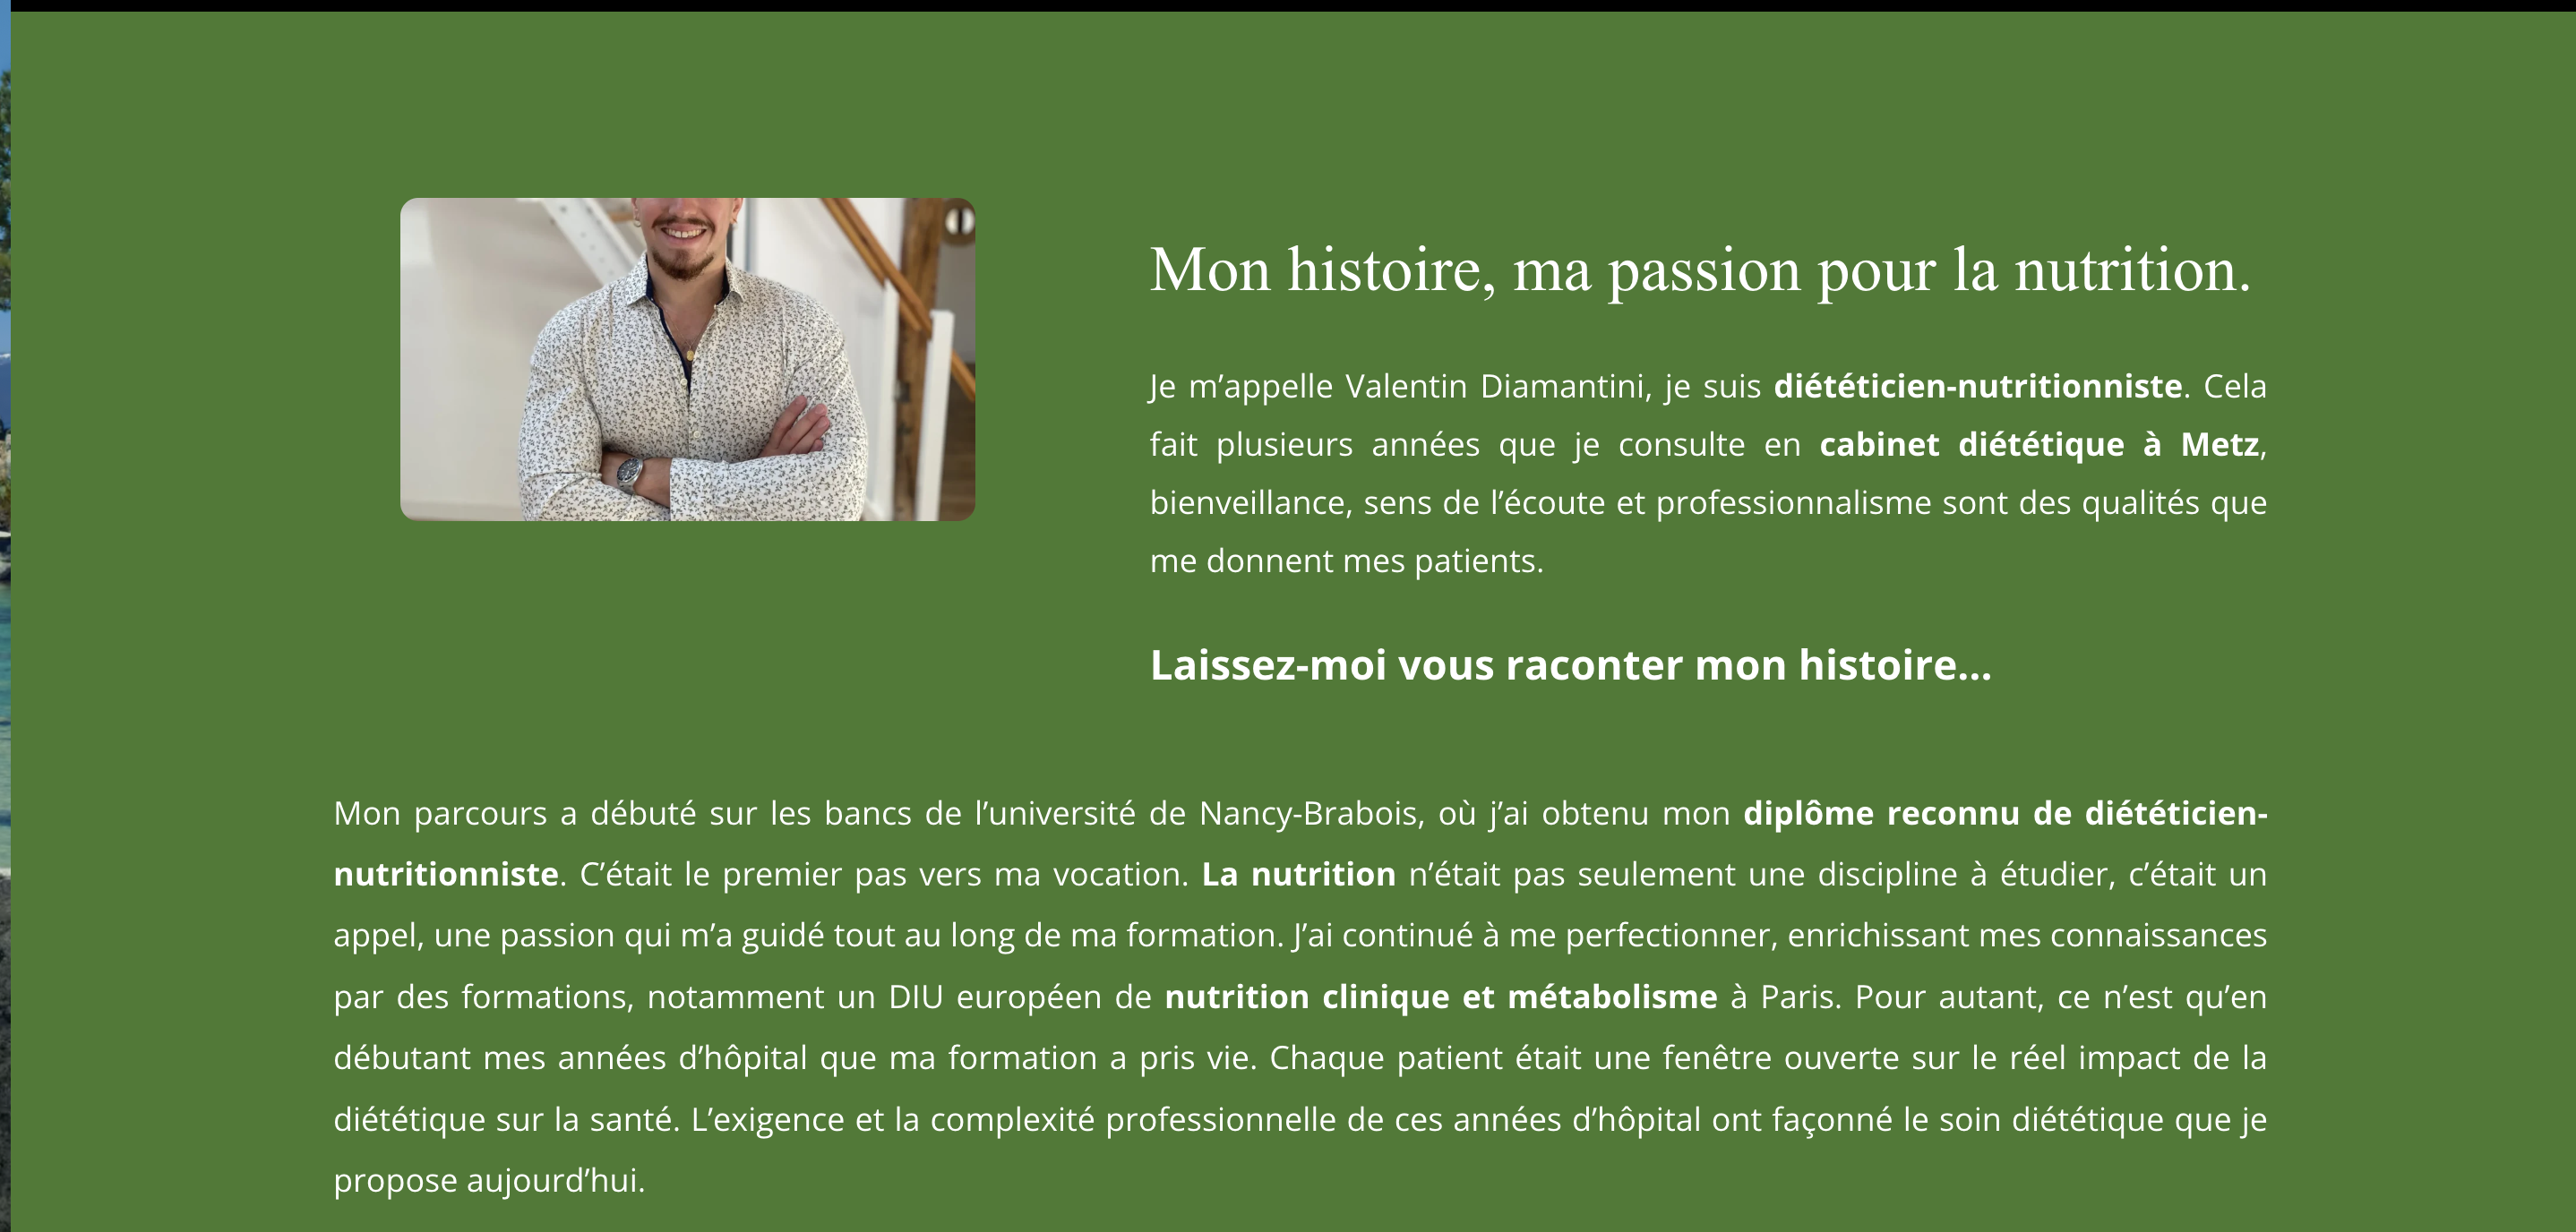 Mon histoire, ma passion pour la nutrition.
Je m’appelle Valentin Diamantini, je suis diététicien-nutritionniste. Cela
fait plusieurs années que je consulte en cabinet diététique à Metz,
bienveillance, sens de l’écoute et professionnalisme sont des qualités que
me donnent mes patients.
Laissez-moi vous raconter mon histoire…
Mon parcours a débuté sur les bancs de l’université de Nancy-Brabois, où j’ai obtenu mon diplôme reconnu de diététicien-
nutritionniste. C’était le premier pas vers ma vocation. La nutrition n’était pas seulement une discipline à étudier, c’était un
appel, une passion qui m’a guidé tout au long de ma formation. J’ai continué à me perfectionner, enrichissant mes connaissances
par des formations, notamment un DIU européen de nutrition clinique et métabolisme à Paris. Pour autant, ce n’est qu’en
débutant mes années d’hôpital que ma formation a pris vie. Chaque patient était une fenêtre ouverte sur le réel impact de la
diététique sur la santé. L’exigence et la complexité professionnelle de ces années d’hôpital ont façonné le soin diététique que je
propose aujourd’hui.